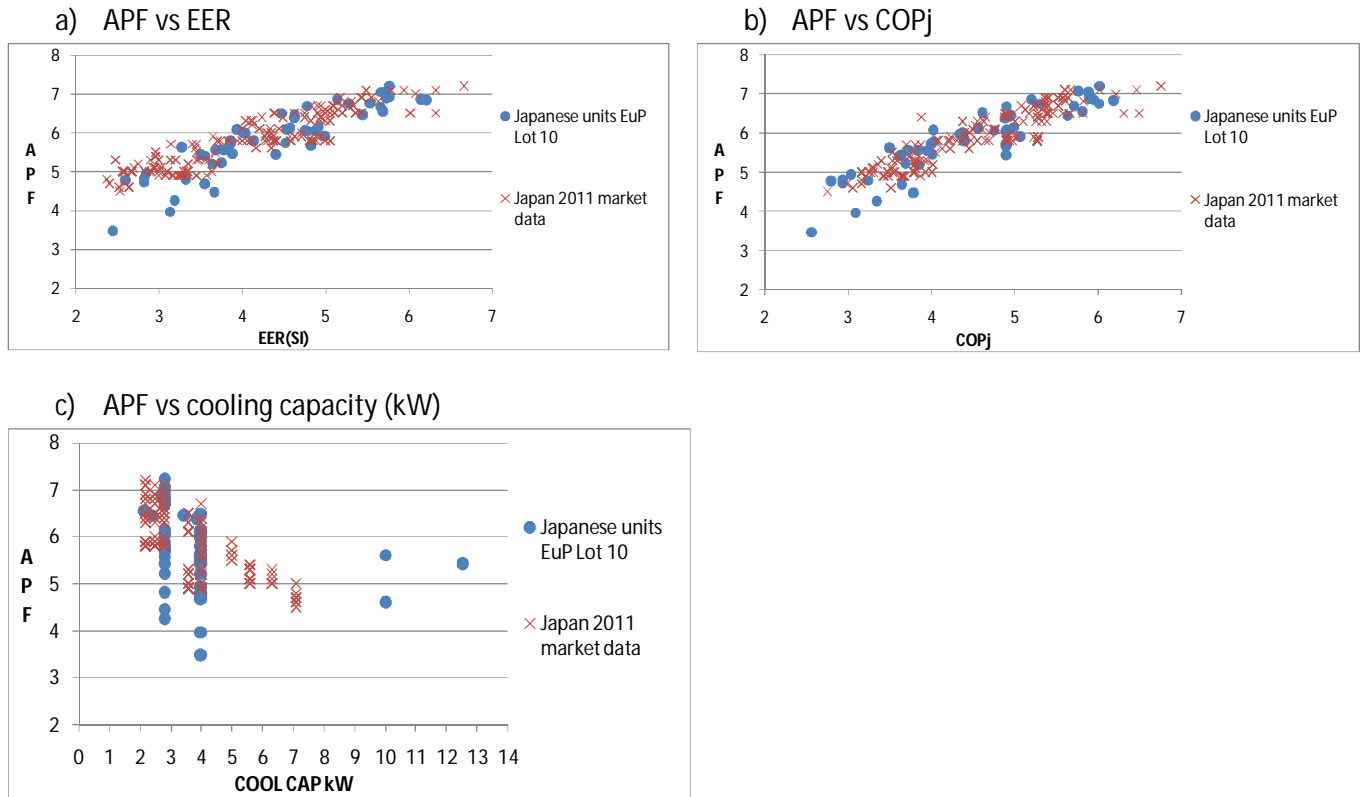 a) APF vs EER
8
7
6
5
4
3
2
A
P
F
2 3 4 5 6 7
EER(SI)
Japanese units EuP
Lot 10
Japan 2011 market
data
b) APF vs COPj
8
7
6
5
4
3
2
A
P
F
2 3 4 5 6 7
COPj
Japanese units EuP
Lot 10
Japan 2011 market
data
c) APF vs cooling capacity (kW)
8
7
6
5
4
3
2
A
P
F
0 1 2 3 4 5 6 7 8 9 10 11 12 13 14
COOL CAP kW
Japanese units
EuP Lot 10
Japan 2011
market data